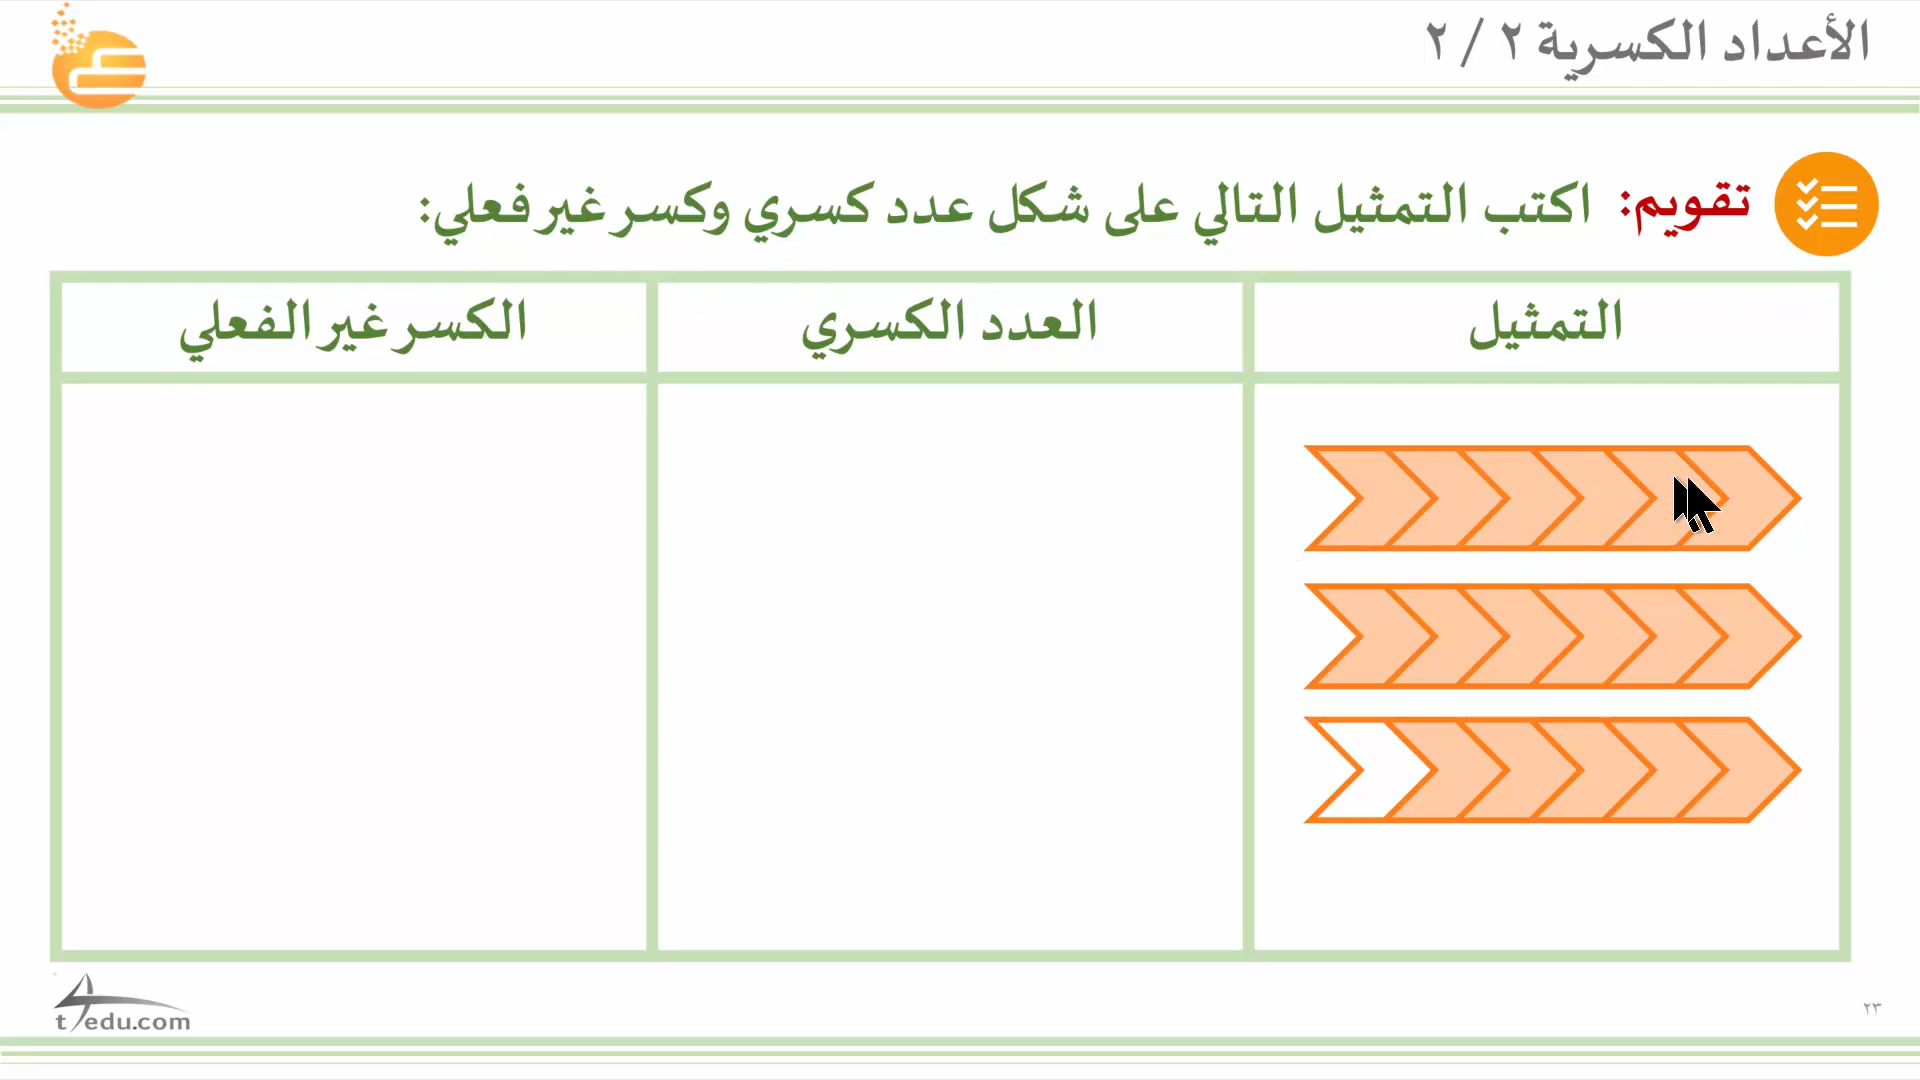 الأعداد الكسرية ٢ / ٢
تقويم: اكتب التمثيل التالي على شكل عدد كسري وكسر غير فعلي:
التمثيل
العدد الكسري
الكسر غير الفعلي
t4edu.com
٢٣